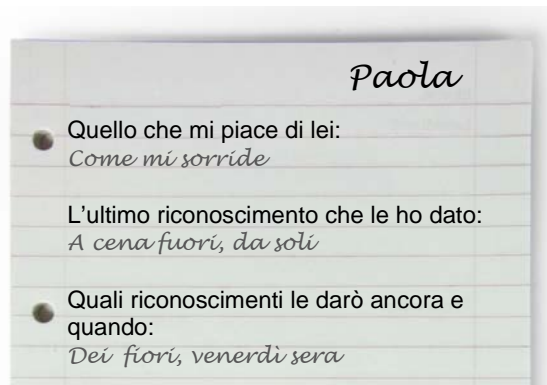 Paola
Quello che mi piace di lei:
Come mi sorride
L'ultimo riconoscimento che le ho dato:
A cena fuori, da soli
Quali riconoscimenti le darò ancora e
quando:
Dei fiori, venerdì sera